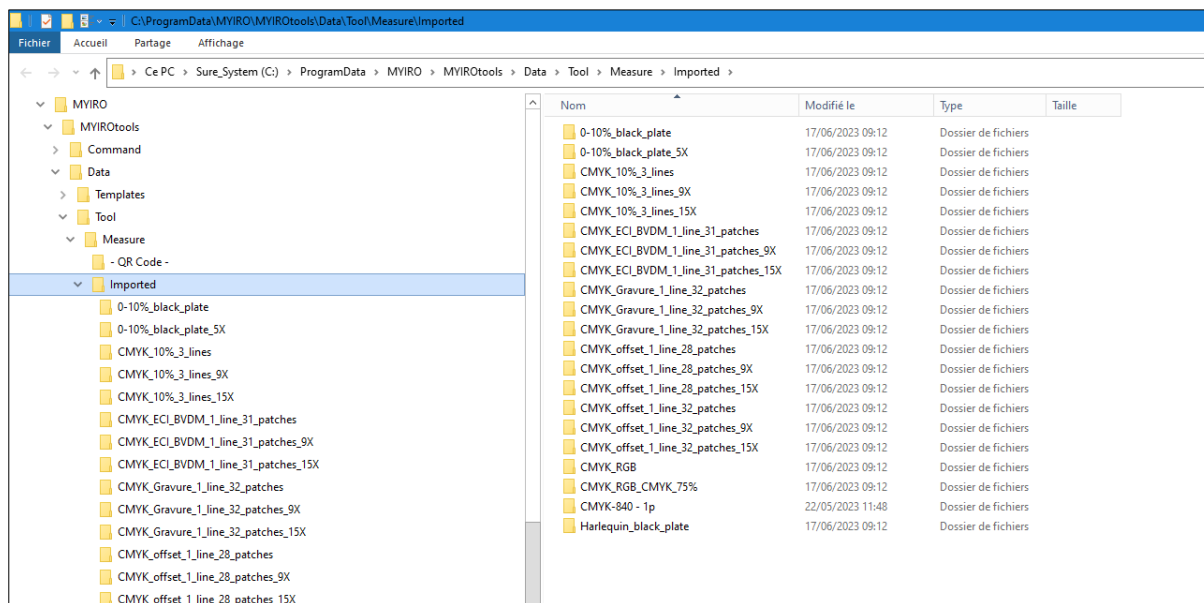 C:\ProgramData\MYIRO\MYIROtools\Data\Tool\Measure\Imported
Fichier Accueil Partage Affichage
Ce PC > Sure_System (C:) > ProgramData > MYIRO > MYIROtools > Data > Tool > Measure > Imported >
MYIRO
MYIROtools
Command
Data
Templates
Tool
Measure
- QR Code -
Imported
0-10%_black_plate
0-10%_black_plate_5X
CMYK_10%_3_lines
CMYK_10%_3_lines_9X
CMYK_10%_3_lines_15X
CMYK_ECI_BVDM_1_line_31_patches
CMYK_ECI_BVDM_1_line_31_patches_9X
CMYK_ECI_BVDM_1_line_31_patches_15X
CMYK_Gravure_1_line_32_patches
CMYK_Gravure_1_line_32_patches_9X
CMYK_Gravure_1_line_32_patches_15X
CMYK_offset_1_line_28_patches
CMYK_offset_1_line_28_patches_9X
CMYK_offset_1_line_28_patches_15X
Nom Modifié le Type Taille
0-10%_black_plate 17/06/2023 09:12 Dossier de fichiers
0-10%_black_plate_5X 17/06/2023 09:12 Dossier de fichiers
CMYK_10%_3_lines 17/06/2023 09:12 Dossier de fichiers
CMYK_10%_3_lines_9X 17/06/2023 09:12 Dossier de fichiers
CMYK_10%_3_lines_15X 17/06/2023 09:12 Dossier de fichiers
CMYK_ECI_BVDM_1_line_31_patches 17/06/2023 09:12 Dossier de fichiers
CMYK_ECI_BVDM_1_line_31_patches_9X 17/06/2023 09:12 Dossier de fichiers
CMYK_ECI_BVDM_1_line_31_patches_15X 17/06/2023 09:12 Dossier de fichiers
CMYK_Gravure_1_line_32_patches 17/06/2023 09:12 Dossier de fichiers
CMYK_Gravure_1_line_32_patches_9X 17/06/2023 09:12 Dossier de fichiers
CMYK_Gravure_1_line_32_patches_15X 17/06/2023 09:12 Dossier de fichiers
CMYK_offset_1_line_28_patches 17/06/2023 09:12 Dossier de fichiers
CMYK_offset_1_line_28_patches_9X 17/06/2023 09:12 Dossier de fichiers
CMYK_offset_1_line_28_patches_15X 17/06/2023 09:12 Dossier de fichiers
CMYK_offset_1_line_32_patches 17/06/2023 09:12 Dossier de fichiers
CMYK_offset_1_line_32_patches_9X 17/06/2023 09:12 Dossier de fichiers
CMYK_offset_1_line_32_patches_15X 17/06/2023 09:12 Dossier de fichiers
CMYK_RGB 17/06/2023 09:12 Dossier de fichiers
CMYK_RGB_CMYK_75% 17/06/2023 09:12 Dossier de fichiers
CMYK-840 - 1p 22/05/2023 11:48 Dossier de fichiers
Harlequin_black_plate 17/06/2023 09:12 Dossier de fichiers